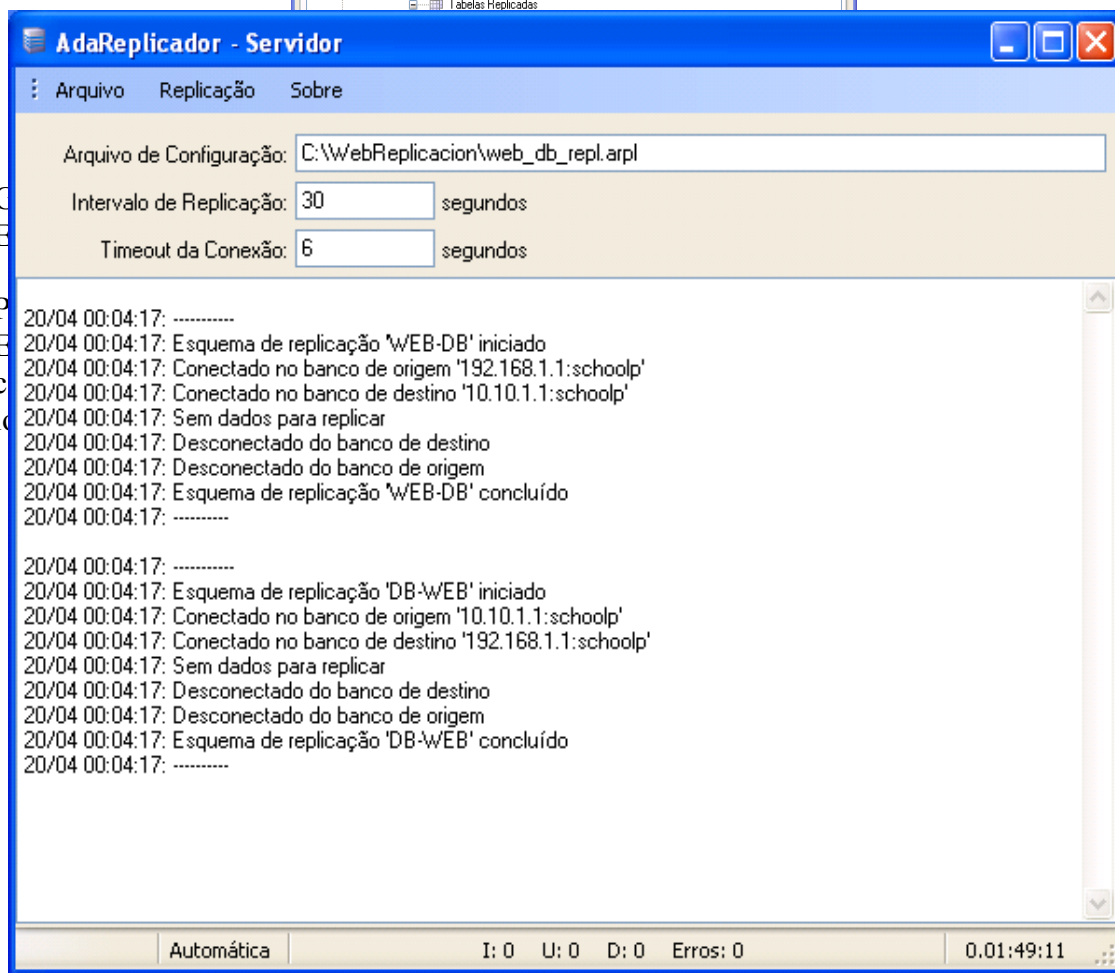 Tabelas Replicadas
AdaReplicador - Servidor
Arquivo Replicação Sobre
Arquivo de Configuração: C:\WebReplicacion\web_db_repl.arpl
Intervalo de Replicação: 30 segundos
Timeout da Conexão: 6 segundos
20/04 00:04:17: ----------
20/04 00:04:17: Esquema de replicação 'WEB-DB' iniciado
20/04 00:04:17: Conectado no banco de origem '192.168.1.1:schoolp'
20/04 00:04:17: Conectado no banco de destino '10.10.1.1:schoolp'
20/04 00:04:17: Sem dados para replicar
20/04 00:04:17: Desconectado do banco de destino
20/04 00:04:17: Desconectado do banco de origem
20/04 00:04:17: Esquema de replicação 'WEB-DB' concluído
20/04 00:04:17: ---------
20/04 00:04:17: ----------
20/04 00:04:17: Esquema de replicação 'DB-WEB' iniciado
20/04 00:04:17: Conectado no banco de origem '10.10.1.1:schoolp'
20/04 00:04:17: Conectado no banco de destino '192.168.1.1:schoolp'
20/04 00:04:17: Sem dados para replicar
20/04 00:04:17: Desconectado do banco de destino
20/04 00:04:17: Desconectado do banco de origem
20/04 00:04:17: Esquema de replicação 'DB-WEB' concluído
20/04 00:04:17: ---------
Automática I: 0 U: 0 D: 0 Erros: 0 0.01:49:11